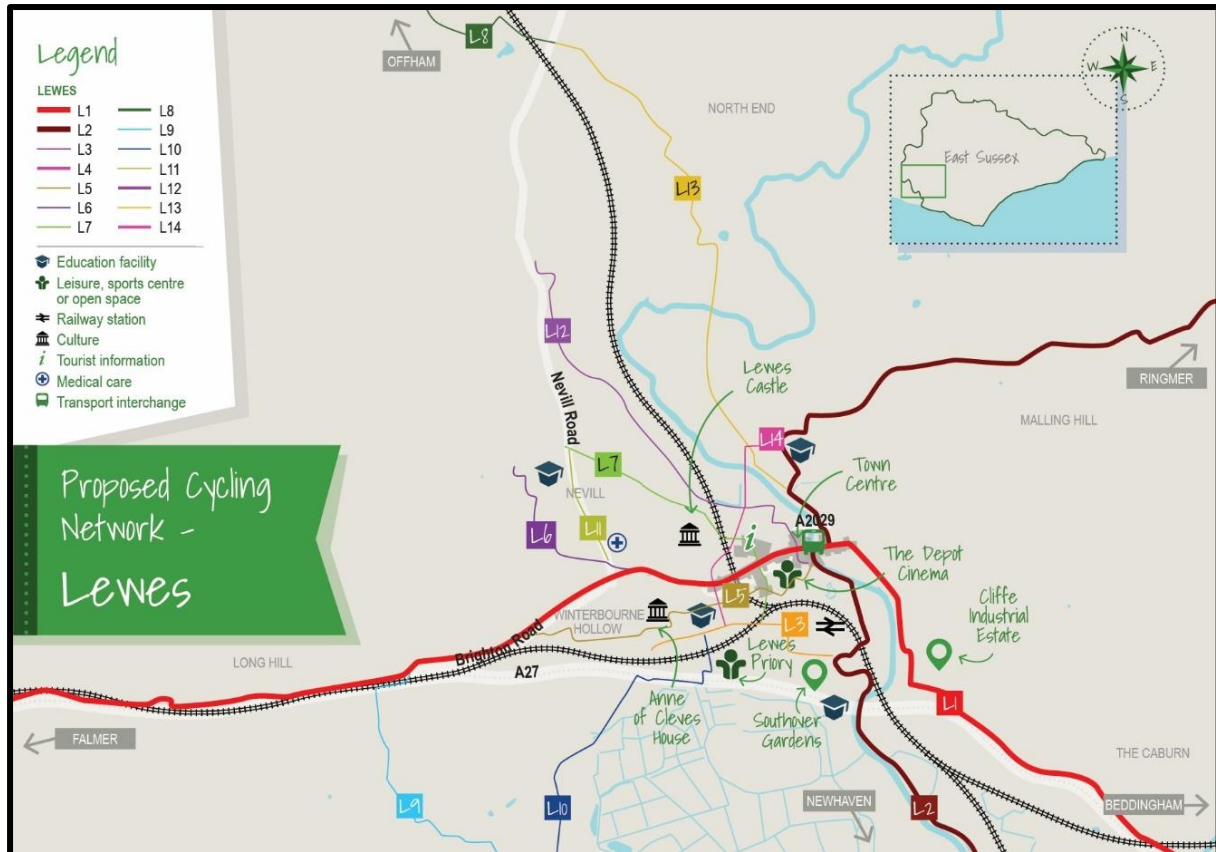 Legend
LEWES
L1
L2
L3
L4
L5
L6
L7
L8
L9
L10
L11
L12
L13
L14
Education facility
Leisure, sports centre
or open space
Railway station
Culture
Tourist information
Medical care
Transport interchange
Proposed Cycling
Network -
Lewes
L8
OFFHAM
NORTH END
L13
N
W
E
S
East Sussex
L12
Nevill Road
Lewes
Castle
RINGMER
MALLING HILL
L14
L7
NEVILL
L6
L11
i
Town
Centre
A2029
The Depot
Cinema
Cliffe
Industrial
Estate
L5
WINTERBOURNE
HOLLOW
L3
Brighton Road
LONG HILL
A27
Lewes
Priory
Anne
of Cleves
House
Southover
Gardens
L1
FALMER
THE CABURN
L9
L10
NEWHAVEN
L2
BEDDINGHAM